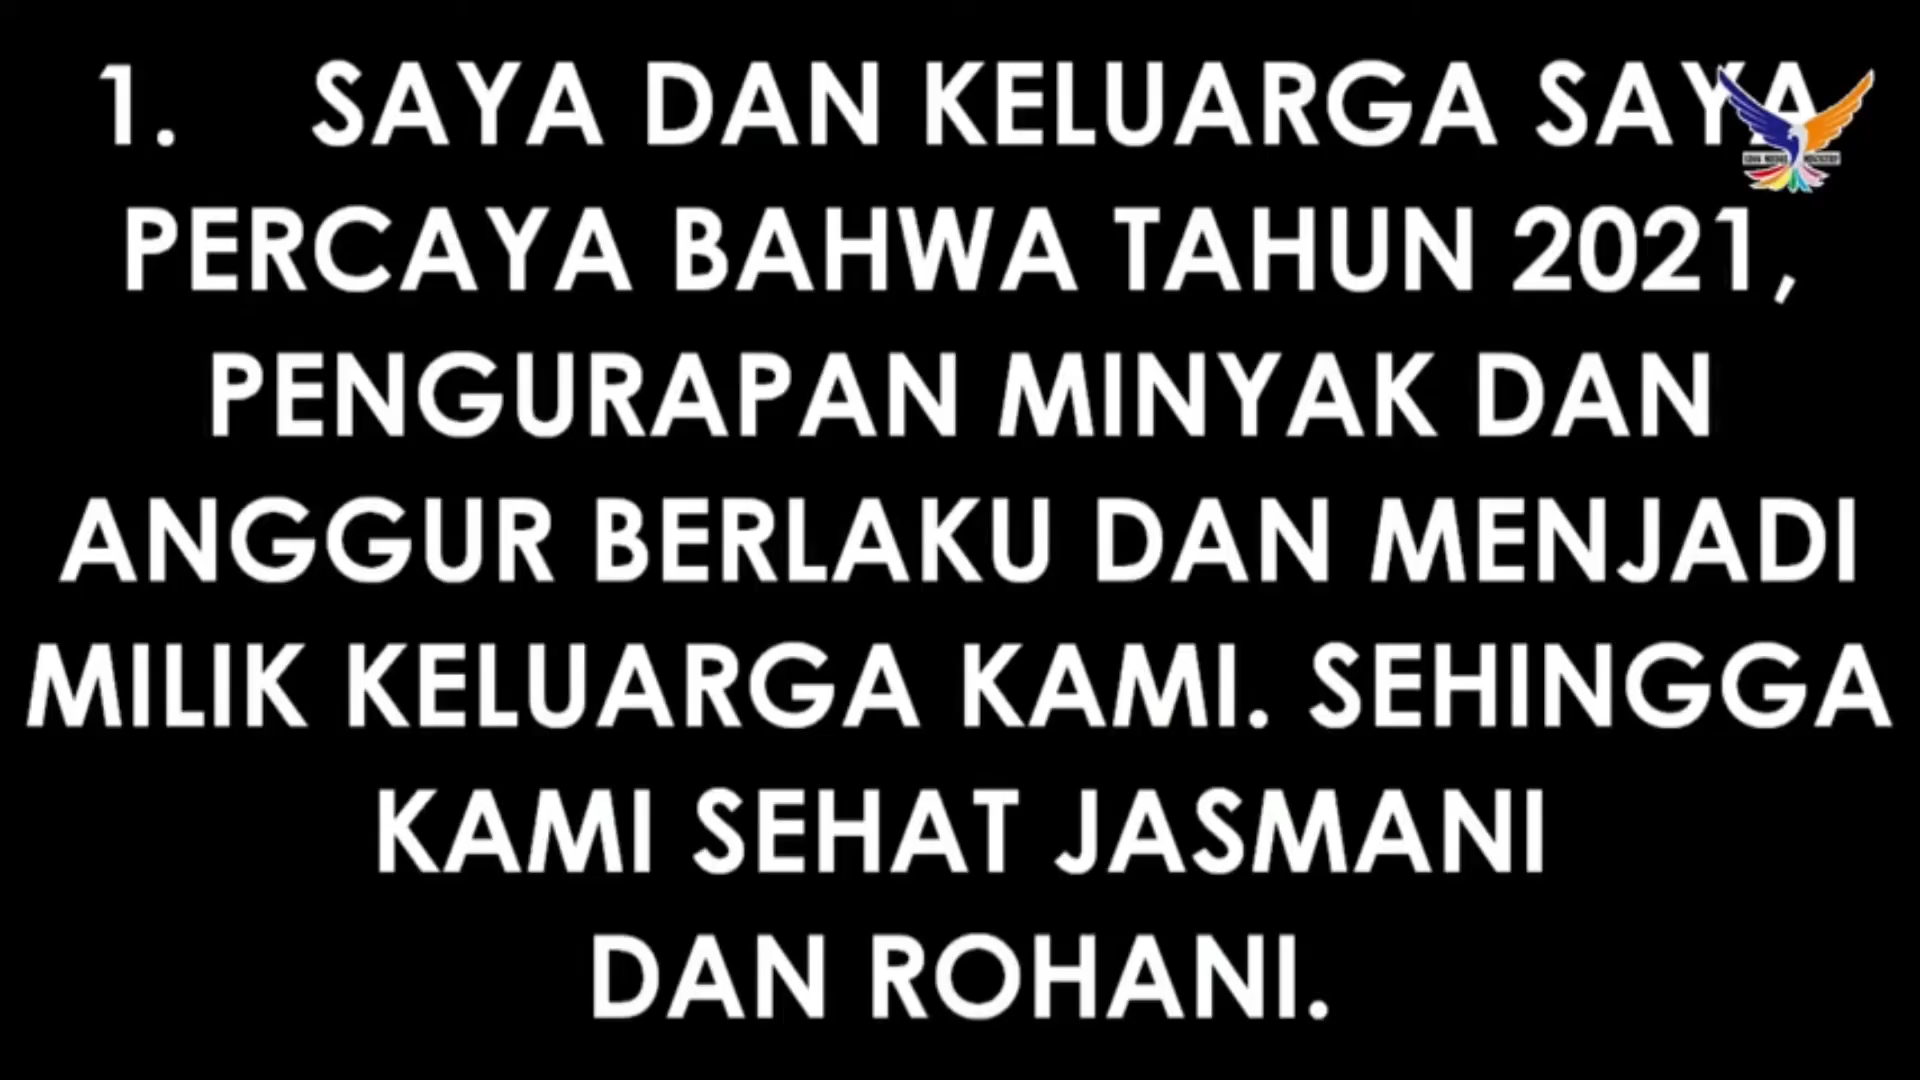 1. SAYA DAN KELUARGA SAYA
PERCAYA BAHWA TAHUN 2021,
PENGURAPAN MINYAK DAN
ANGGUR BERLAKU DAN MENJADI
MILIK KELUARGA KAMI. SEHINGGA
KAMI SEHAT JASMANI
DAN ROHANI.